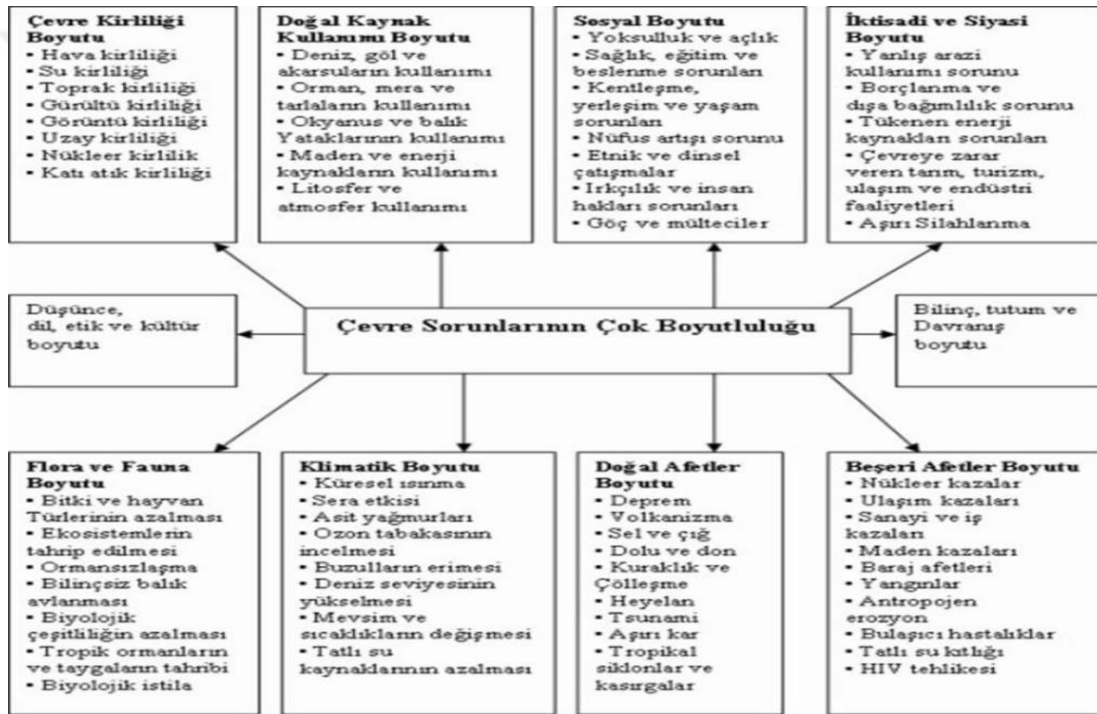 Çevre Kirliliği
Boyutu
• Hava kirliliği
• Su kirliliği
• Toprak kirliliği
• Gürültü kirliliği
• Görüntü kirliliği
• Uzay kirliliği
• Nükleer kirlilik
• Katı atık kirliliği
Doğal Kaynak
Kullanımı Boyutu
• Deniz, göl ve
akarsuların kullanımı
• Orman, mera ve
tarlaların kullanımı
• Okyanus ve balık
Yataklarının kullanımı
• Maden ve enerji
kaynakların kullanımı
• Litosfer ve
atmosfer kullanımı
Sosyal Boyutu
• Yoksulluk ve açlık
• Sağlık, eğitim ve
beslenme sorunları
• Kentleşme,
yerleşim ve yaşam
sorunları
• Nüfus artışı sorunu
• Etnik ve dinsel
çatışmalar
• Irkçılık ve insan
hakları sorunları
• Göç ve mülteciler
İktisadi ve Siyasi
Boyutu
• Yanlış arazi
kullanımı sorunu
• Borçlanma ve
dışa bağımlılık sorunu
• Tükenen enerji
kaynakları sorunları
• Çevreye zarar
veren tarım, turizm,
ulaşım ve endüstri
faaliyetleri
• Aşırı Silahlanma
Düşünce,
dil, etik ve kültür
boyutu
Çevre Sorunlarının Çok Boyutluluğu
Bilinç, tutum ve
Davranış
boyutu
Flora ve Fauna
Boyutu
• Bitki ve hayvan
Türlerinin azalması
• Ekosistemlerin
tahrip edilmesi
• Ormansızlaşma
• Bilinçsiz balık
avlanması
• Biyolojik
çeşitliliğin azalması
• Tropik ormanların
ve taygaların tahribi
• Biyolojik istila
Klimatik Boyutu
• Küresel ısınma
• Sera etkisi
• Asit yağmurları
• Ozon tabakasının
incelmesi
• Buzulların erimesi
• Deniz seviyesinin
yükselmesi
• Mevsim ve
sıcaklıkların değişmesi
• Tatlı su
kaynaklarının azalması
Doğal Afetler
Boyutu
• Deprem
• Volkanizma
• Sel ve çığ
• Dolu ve don
• Kuraklık ve
Çölleşme
• Heyelan
• Tsunami
• Aşırı kar
• Tropikal
siklonlar ve
kasırgalar
Beşeri Afetler Boyutu
• Nükleer kazalar
• Ulaşım kazaları
• Sanayi ve iş
kazaları
• Maden kazaları
• Baraj afetleri
• Yangınlar
• Antropojen
erozyon
• Bulaşıcı hastalıklar
• Tatlı su kıtlığı
• HIV tehlikesi